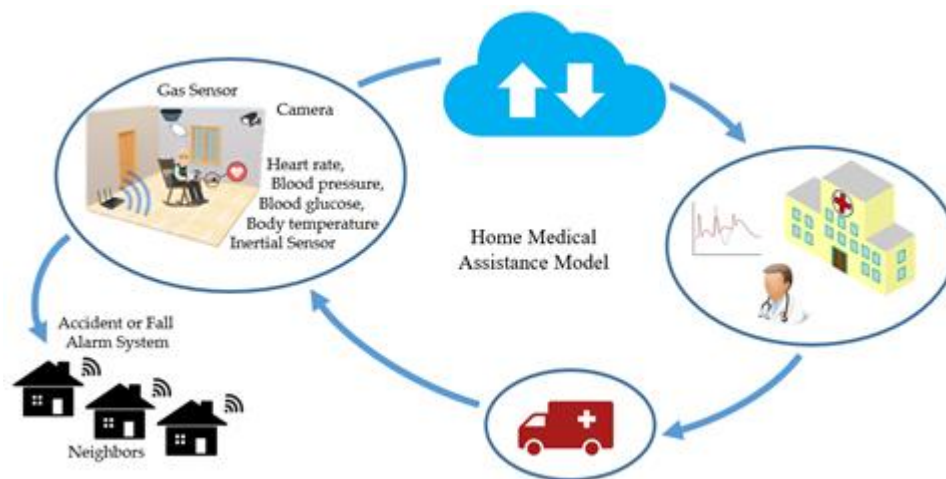 Gas Sensor
Camera
Heart rate,
Blood pressure,
Blood glucose,
Body temperature
Inertial Sensor
Home Medical
Assistance Model
Accident or Fall
Alarm System
Neighbors